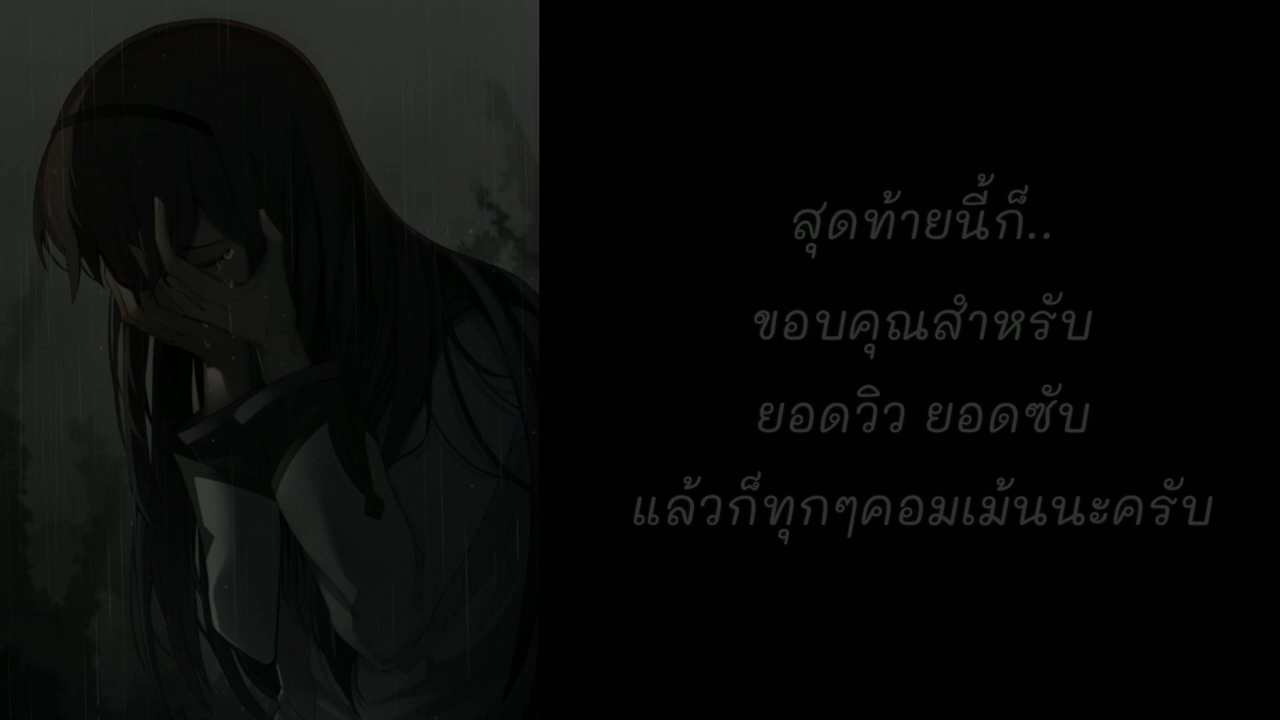 สุดท้ายนี้ก็..
ขอบคุณสำหรับ
ยอดวิว ยอดซับ
แล้วก็ทุกๆคอมเม้นนะครับ